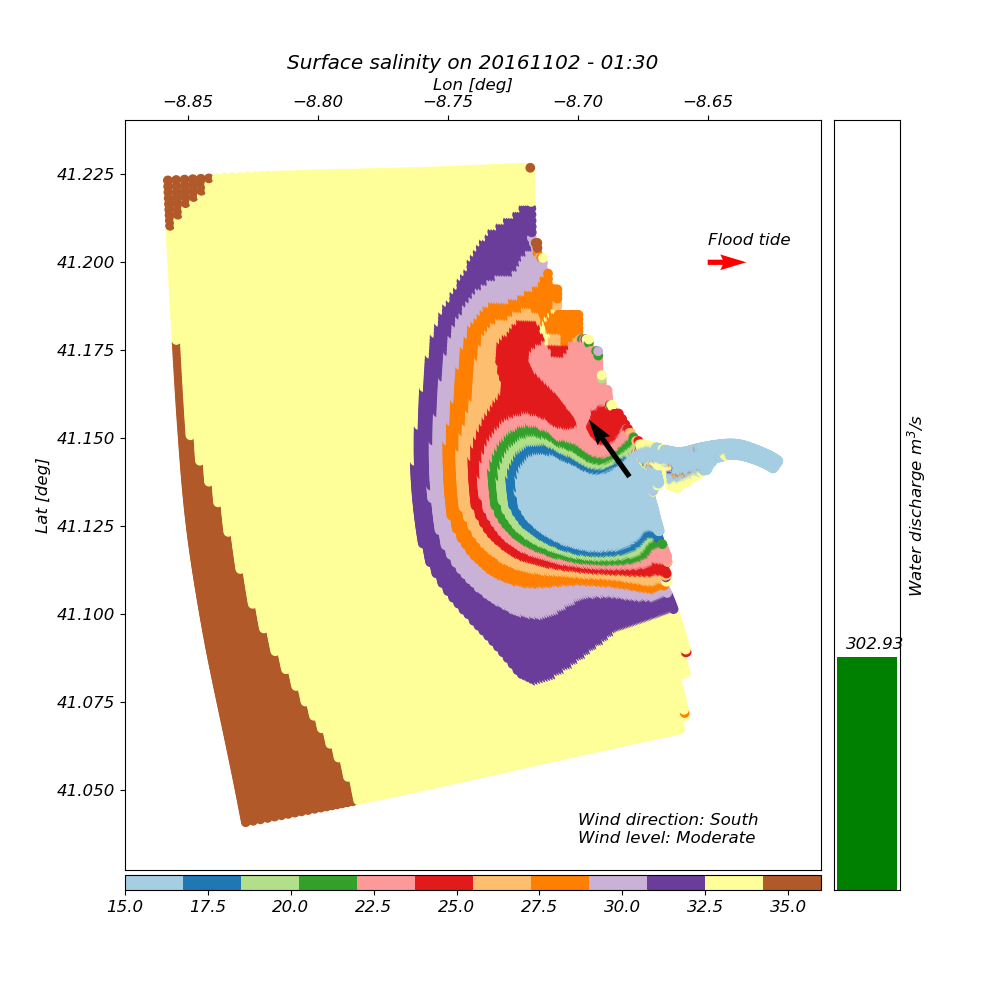 Surface salinity on 20161102 - 01:30
Lon [deg]
−8.85 −8.80 −8.75 −8.70 −8.65
41.225
41.200
41.175
41.150
41.125
41.100
41.075
41.050
Lat [deg]
Flood tide
Wind direction: South
Wind level: Moderate
302.93
Water discharge m³/s
15.0 17.5 20.0 22.5 25.0 27.5 30.0 32.5 35.0